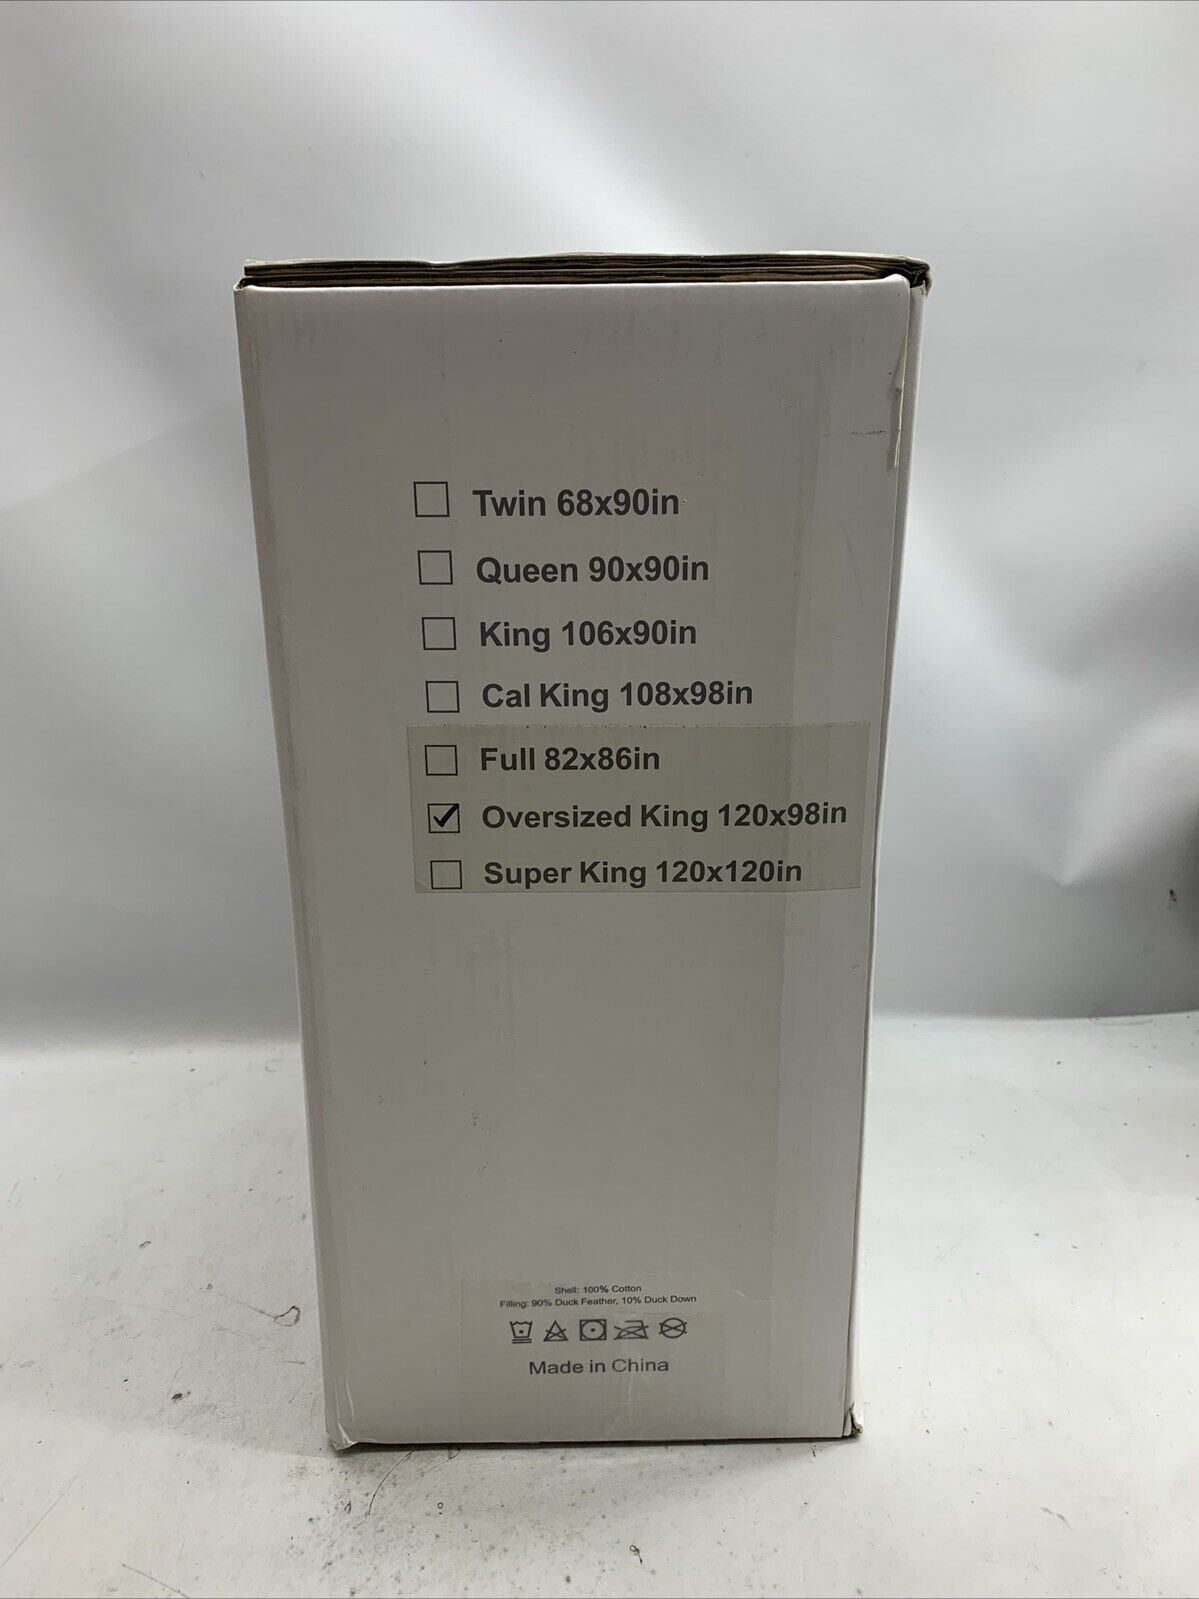 Twin 68x90in
Queen 90x90in
King 106x90in
Cal King 108x98in
Full 82x86in
Oversized King 120x98in
Super King 120x120in
Shell: 100% Cotton
Filling: 90% Duck Feather, 10% Duck Down
Made in China